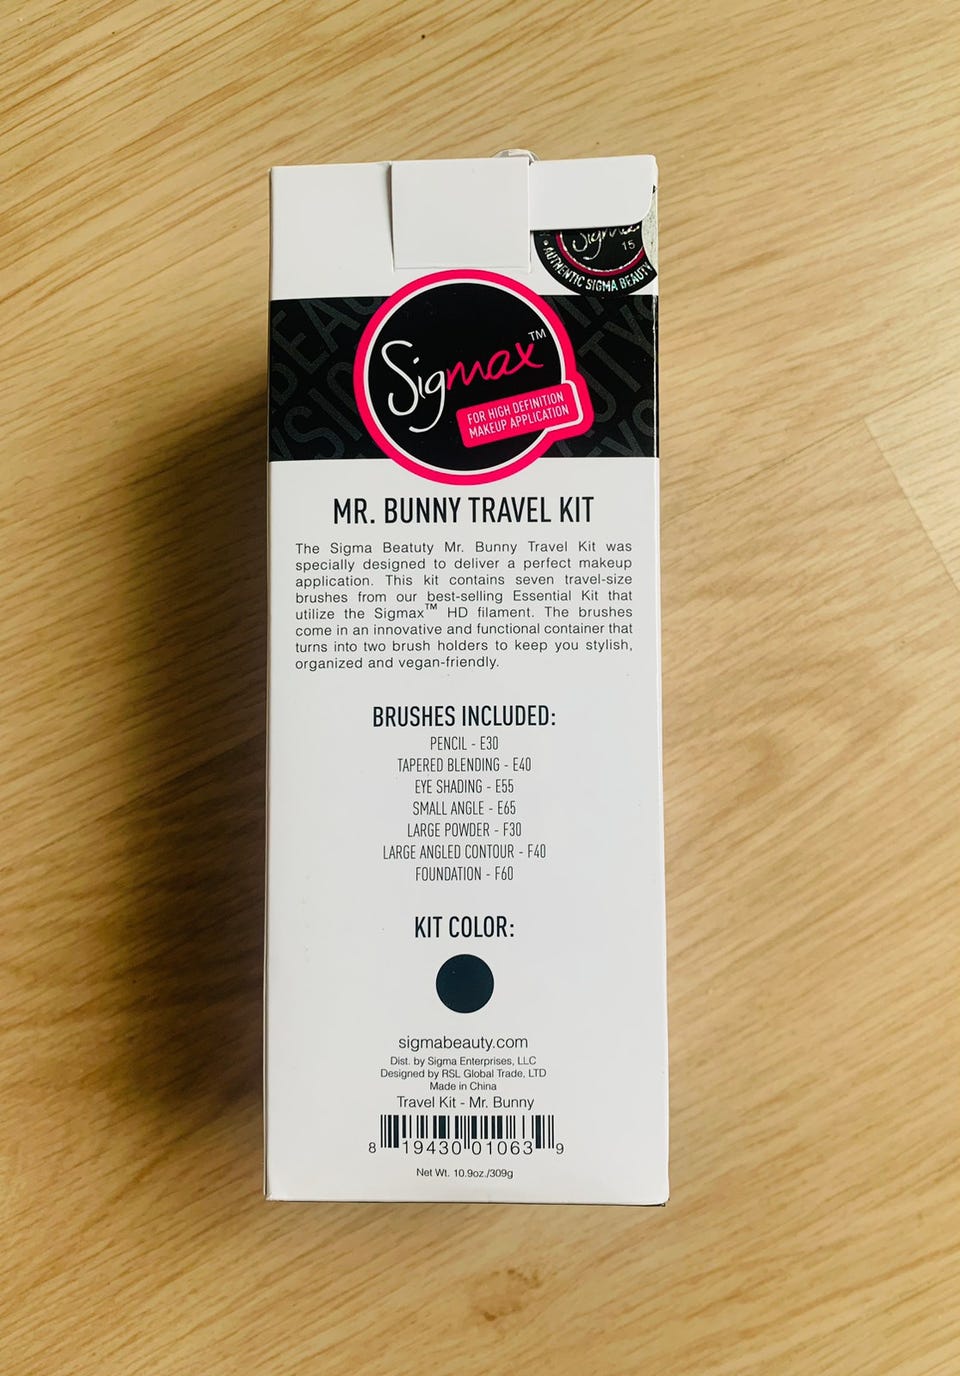 Sigma
15
AUTHENTIC SIGMA BEAUTY
Sigmax™
FOR HIGH DEFINITION
MAKEUP APPLICATION
MR. BUNNY TRAVEL KIT
The Sigma Beatuty Mr. Bunny Travel Kit was
specially designed to deliver a perfect makeup
application. This kit contains seven travel-size
brushes from our best-selling Essential Kit that
utilize the Sigmax™ HD filament. The brushes
come in an innovative and functional container that
turns into two brush holders to keep you stylish,
organized and vegan-friendly.
BRUSHES INCLUDED:
PENCIL - E30
TAPERED BLENDING - E40
EYE SHADING - E55
SMALL ANGLE - E65
LARGE POWDER - F30
LARGE ANGLED CONTOUR - F40
FOUNDATION - F60
KIT COLOR:
sigmabeauty.com
Dist. by Sigma Enterprises, LLC
Designed by RSL Global Trade, LTD
Made in China
Travel Kit - Mr. Bunny
8 19430 01063 9
Net Wt. 10.9oz./309g